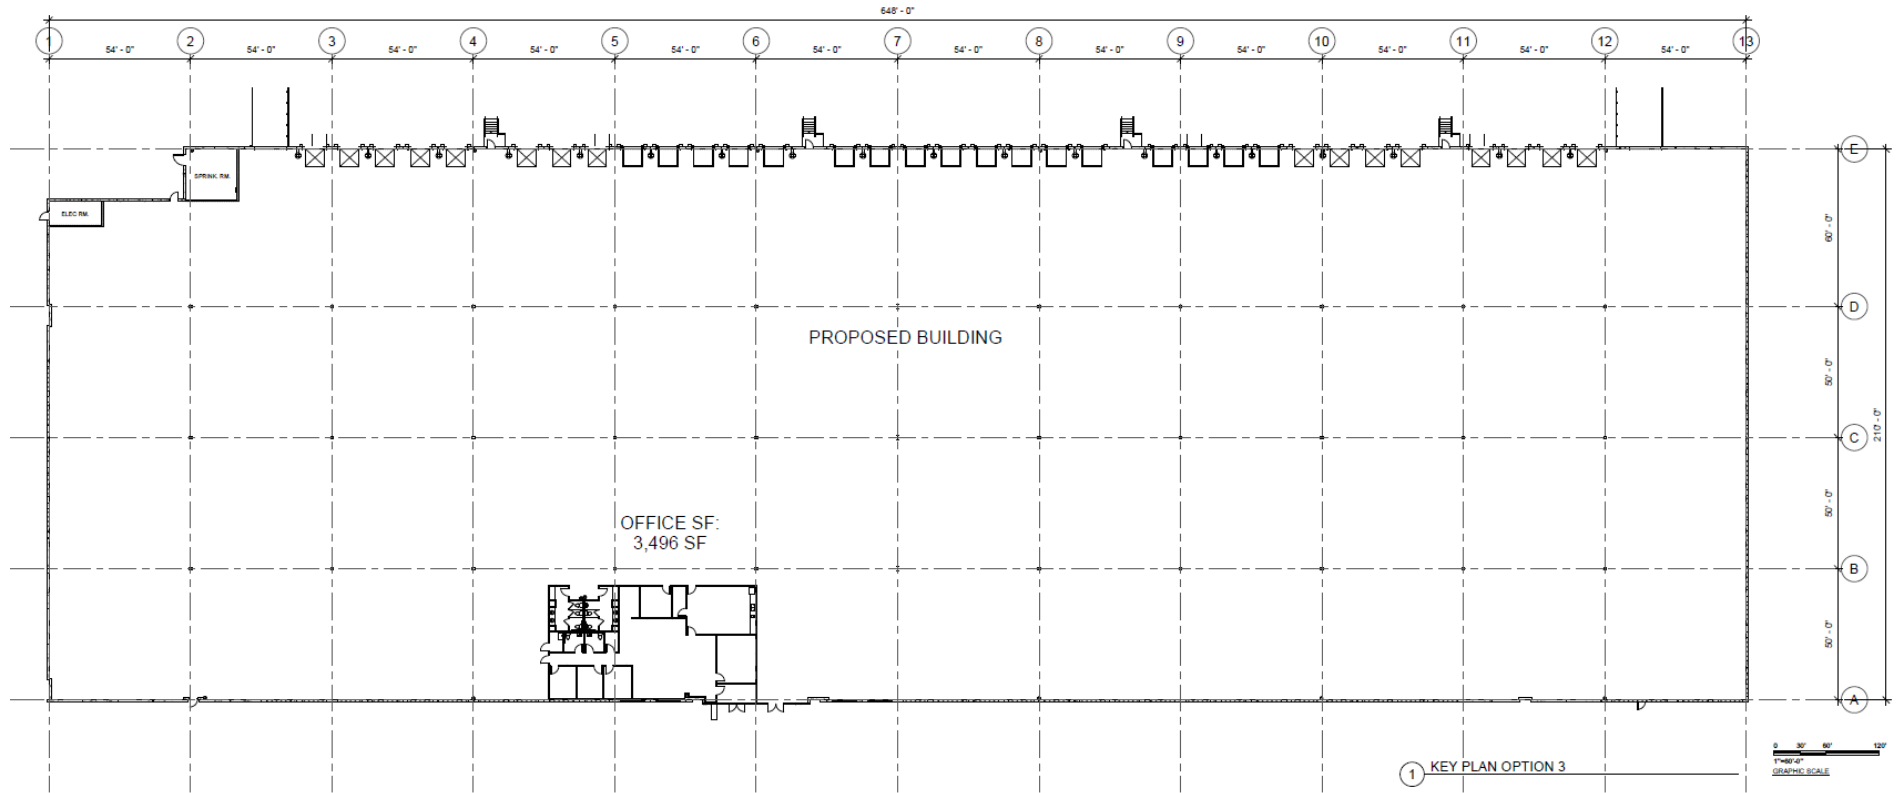 648' - 0"
1 2 3 4 5 6 7 8 9 10 11 12 13
54' - 0" 54' - 0" 54' - 0" 54' - 0" 54' - 0" 54' - 0" 54' - 0" 54' - 0" 54' - 0" 54' - 0" 54' - 0" 54' - 0"
E
SPRINK. RM.
ELEC RM.
60' - 0"
D
PROPOSED BUILDING
50' - 0"
C
210' - 0"
50' - 0"
OFFICE SF:
3,496 SF
B
50' - 0"
A
1 KEY PLAN OPTION 3
0 30' 60' 120'
1"=60'-0"
GRAPHIC SCALE